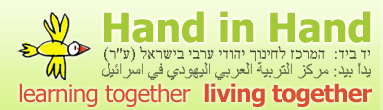 Hand in Hand
יד ביד: המרכז לחינוך יהודי ערבי בישראל (ע"ר)
يداً بيد: مركز التربية العربي اليهودي في اسرائيل
learning together living together